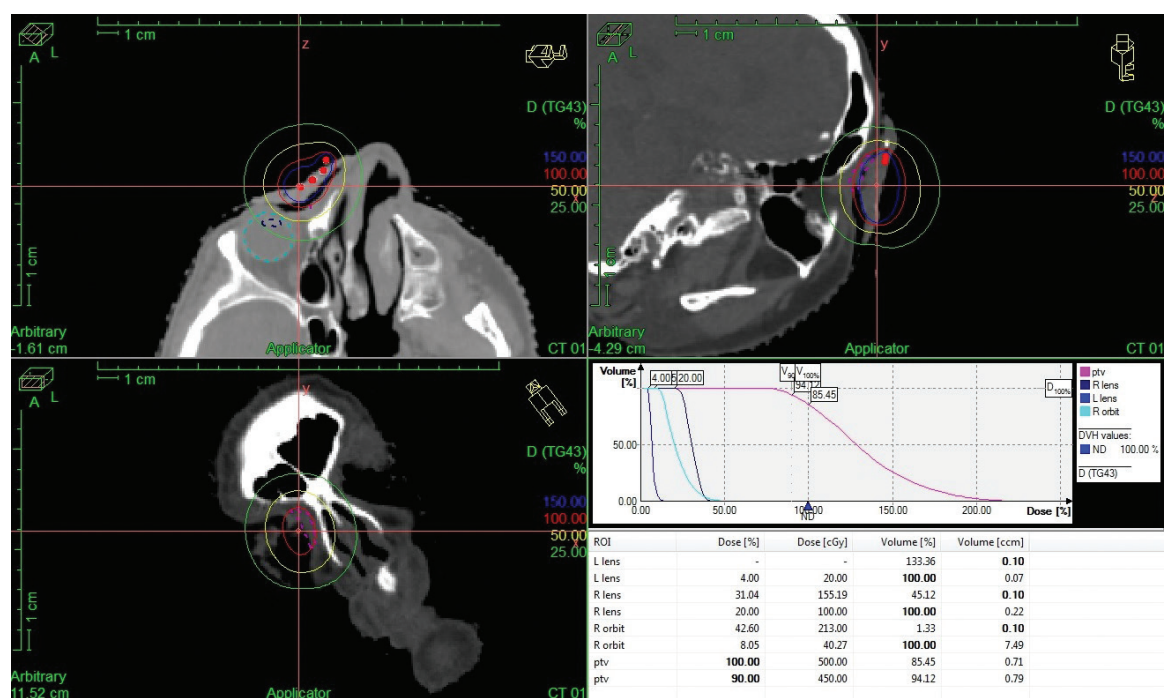 1 cm
z
A L
D (TG43)
%
150.00
100.00
50.00
25.00
1 cm
Arbitrary
-1.61 cm
Applicator
CT 01
1 cm
y
A L
D (TG43)
%
150.00
100.00
50.00
25.00
1 cm
Arbitrary
-4.29 cm
Applicator
CT 01
1 cm
y
A L
D (TG43)
%
150.00
100.00
50.00
25.00
1 cm
Arbitrary
11.52 cm
Applicator
CT 01
Volume
[%]
4.00
20.00
V100%
94.12
85.45
D100%
50.00
0.00
0.00 50.00 100.00 150.00 200.00 Dose [%]
ND
ptv
R lens
L lens
R orbit
DVH values:
ND 100.00 %
D (TG43)
ROI Dose [%] Dose [cGy] Volume [%] Volume [ccm]
L lens - - 133.36 0.10
L lens 4.00 20.00 100.00 0.07
R lens 31.04 155.19 45.12 0.10
R lens 20.00 100.00 100.00 0.22
R orbit 42.60 213.00 1.33 0.10
R orbit 8.05 40.27 100.00 7.49
ptv 100.00 500.00 85.45 0.71
ptv 90.00 450.00 94.12 0.79